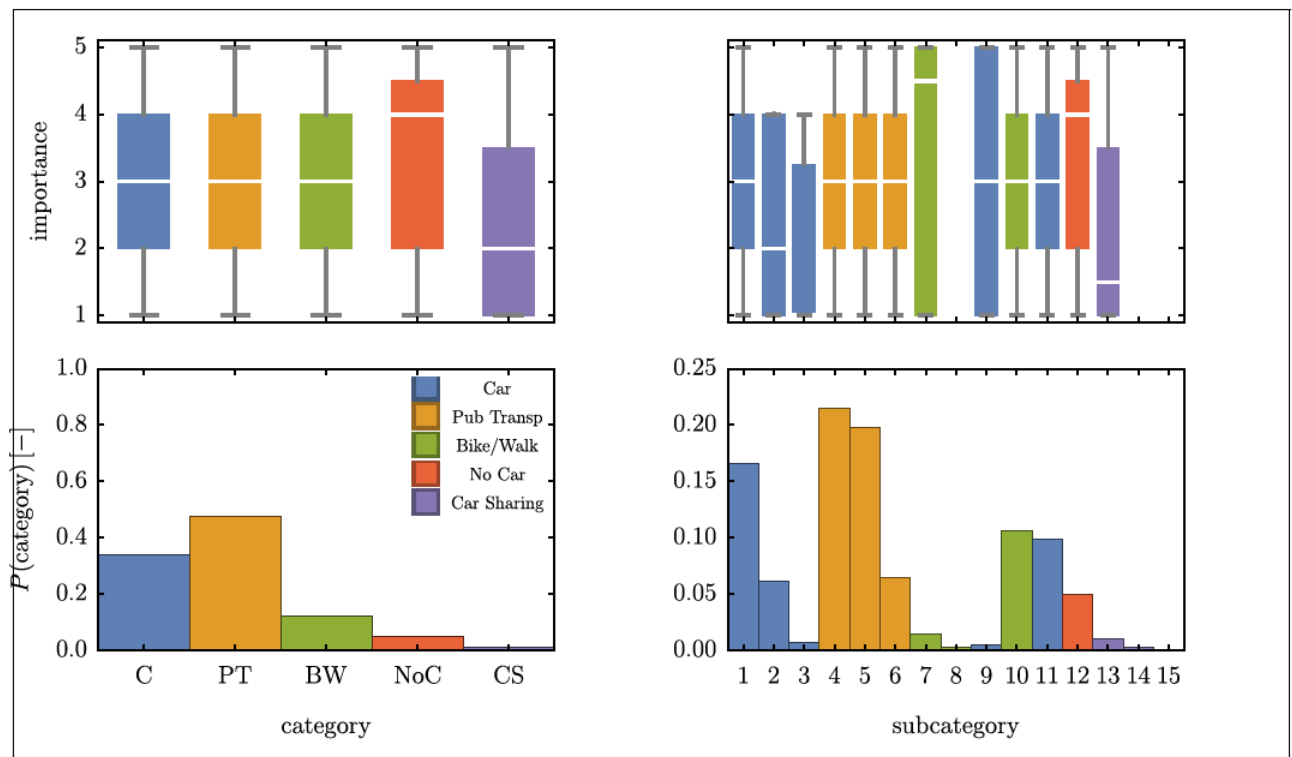 5
4
3
2
1
importance
1.0
0.8
0.6
0.4
0.2
0.0
P(category) [−]
Car
Pub Transp
Bike/Walk
No Car
Car Sharing
C PT BW NoC CS
category
0.25
0.20
0.15
0.10
0.05
0.00
1 2 3 4 5 6 7 8 9 10 11 12 13 14 15
subcategory